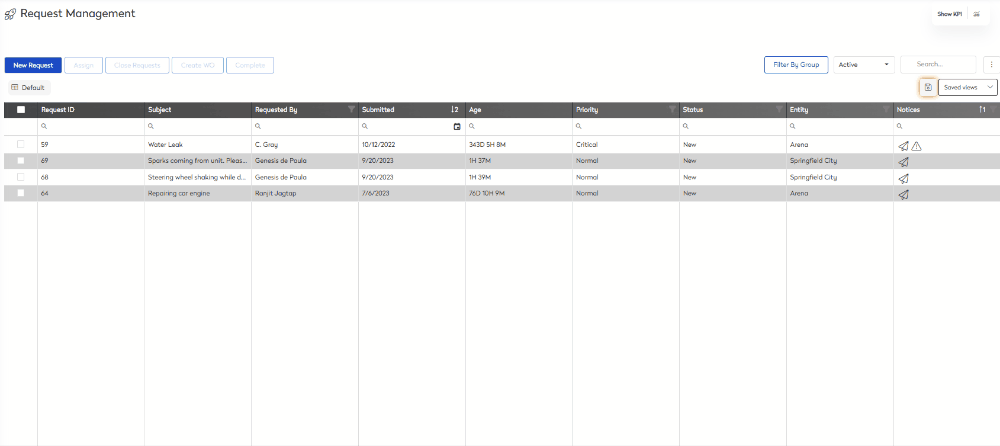 Request Management
Show KPI
New Request Assign Close Requests Create WO Complete Filter By Group Active Search...
Default Saved views
Request ID Subject Requested By Submitted 2 Age Priority Status Entity Notices 1
59 Water Leak C. Gray 10/12/2022 343D 5H 8M Critical New Arena
69 Sparks coming from unit. Pleas... Genesis de Paula 9/20/2023 1H 37M Normal New Springfield City
68 Steering wheel shaking while d... Genesis de Paula 9/20/2023 1H 39M Normal New Springfield City
64 Repairing car engine Ranjit Jagtap 7/6/2023 76D 10H 9M Normal New Arena